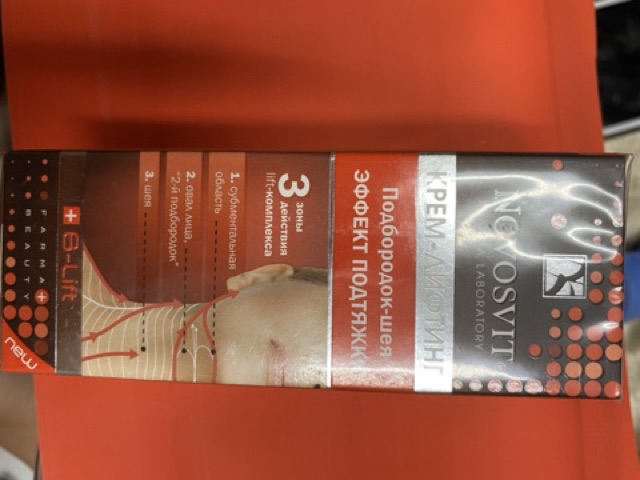 NOVOSVIT
LABORATORY
КРЕМ-ЛИФТИНГ
Подбородок-шея
ЭФФЕКТ ПОДТЯЖК
3 зоны
действия
lift-комплекса
1. субментальная
область
2. овал лица,
"2-й подбородок"
3. шея
+ 6-Lift
FARMA +
BEAUTY
new